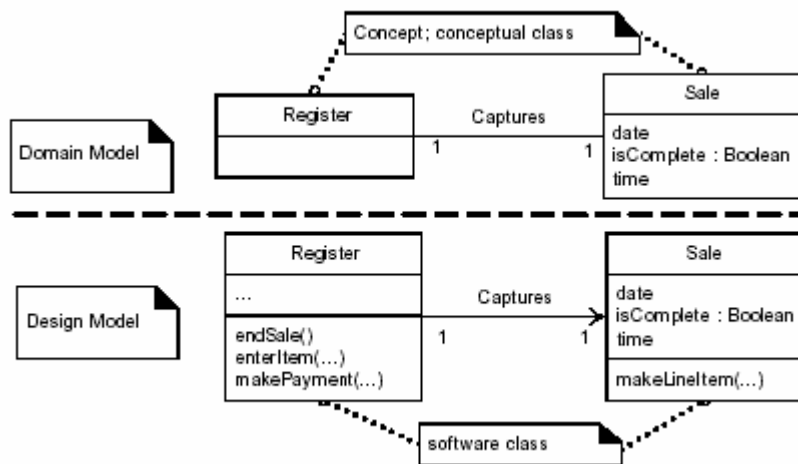 Concept; conceptual class
Register
Captures
1
1
Sale
date
isComplete : Boolean
time
Domain Model
Register
...
endSale()
enterItem(...)
makePayment(...)
Captures
1
1
Sale
date
isComplete : Boolean
time
makeLineItem(...)
Design Model
software class